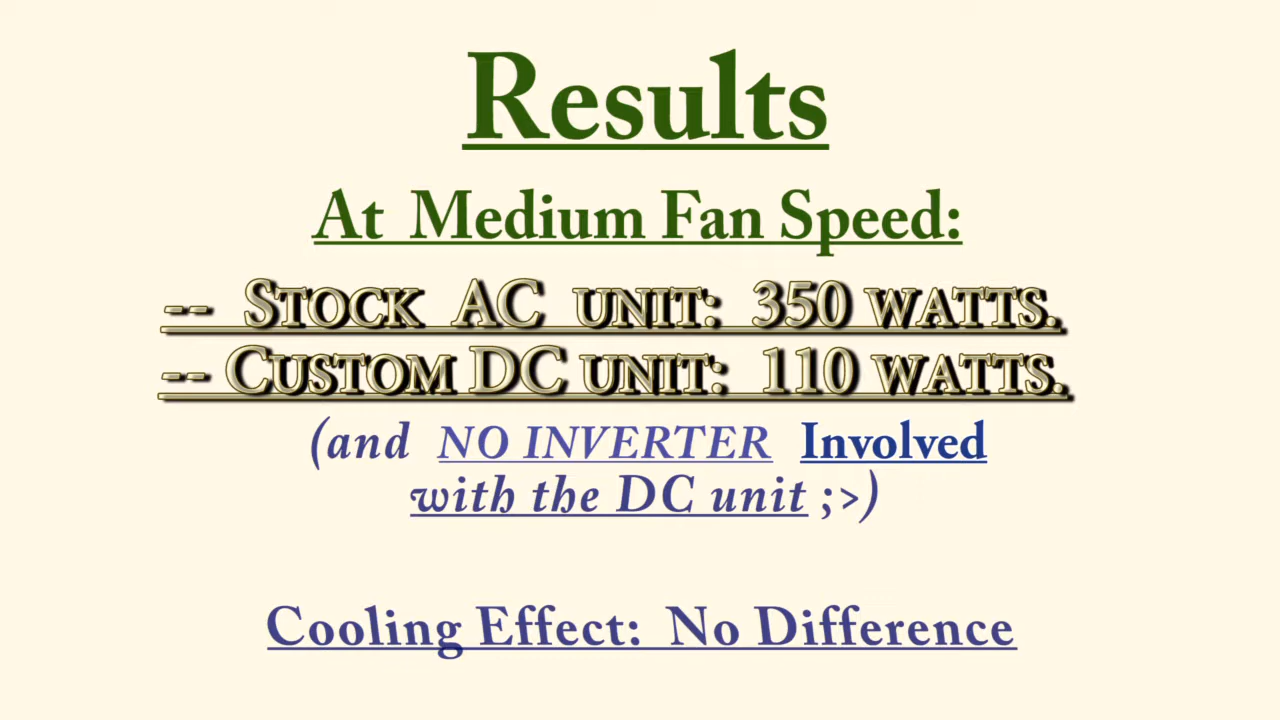 Results
At Medium Fan Speed:
-- STOCK AC UNIT: 350 WATTS.
-- CUSTOM DC UNIT: 110 WATTS.
(and NO INVERTER Involved
with the DC unit ;>)
Cooling Effect: No Difference